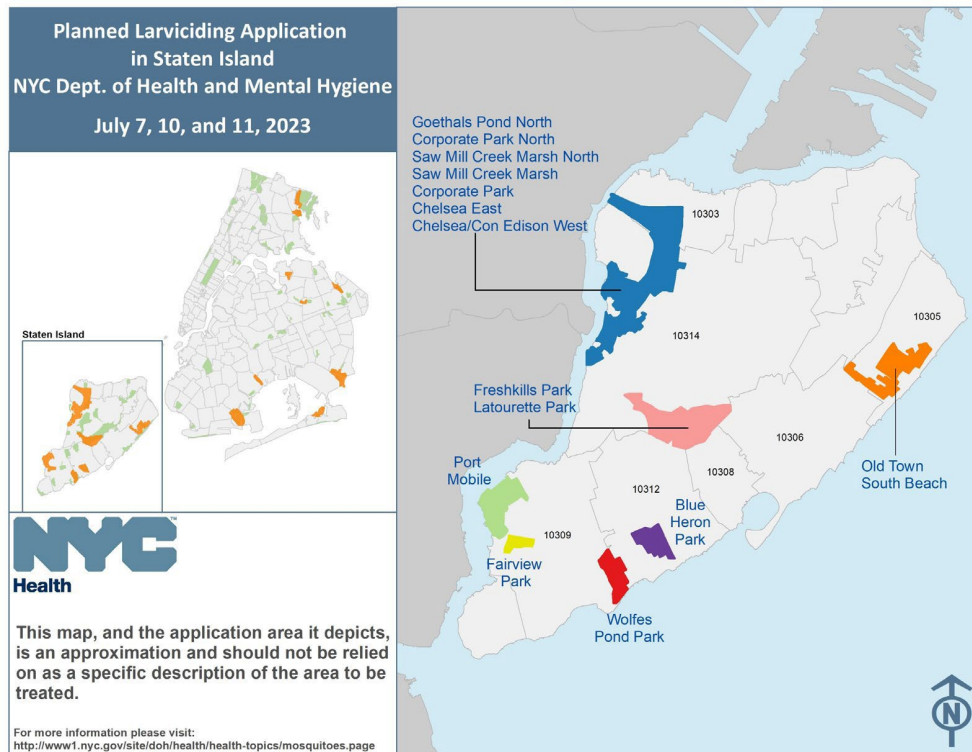 Planned Larviciding Application
in Staten Island
NYC Dept. of Health and Mental Hygiene
July 7, 10, and 11, 2023
Staten Island
NYC
TM
Health
This map, and the application area it depicts,
is an approximation and should not be relied
on as a specific description of the area to be
treated.
For more information please visit:
http://www1.nyc.gov/site/doh/health/health-topics/mosquitoes.page
Goethals Pond North
Corporate Park North
Saw Mill Creek Marsh North
Saw Mill Creek Marsh
Corporate Park
Chelsea East
Chelsea/Con Edison West
10303
10305
10314
Freshkills Park
Latourette Park
10306
Old Town
South Beach
Port
Mobile
10308
10312
Blue
Heron
Park
10309
Fairview
Park
Wolfes
Pond Park
N